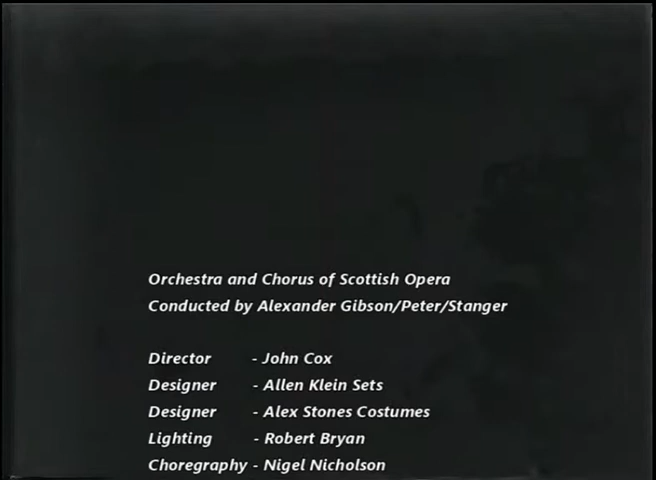 Orchestra and Chorus of Scottish Opera
Conducted by Alexander Gibson/Peter/Stanger
Director - John Cox
Designer - Allen Klein Sets
Designer - Alex Stones Costumes
Lighting - Robert Bryan
Choregraphy - Nigel Nicholson